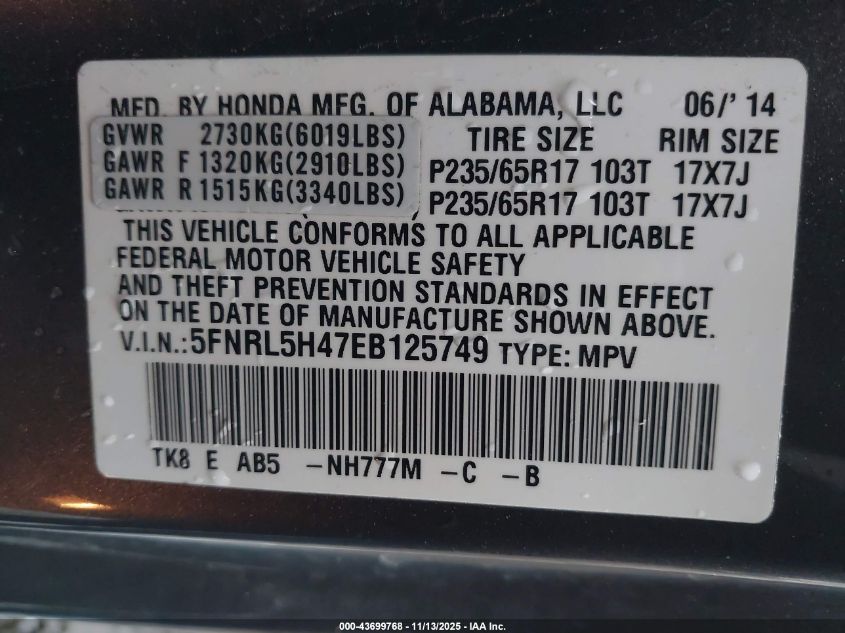 MFD. BY HONDA MFG. OF ALABAMA, LLC 06/' 14
GVWR 2730KG(6019LBS) TIRE SIZE RIM SIZE
GAWR F 1320KG(2910LBS) P235/65R17 103T 17X7J
GAWR R 1515KG(3340LBS) P235/65R17 103T 17X7J
THIS VEHICLE CONFORMS TO ALL APPLICABLE
FEDERAL MOTOR VEHICLE SAFETY
AND THEFT PREVENTION STANDARDS IN EFFECT
ON THE DATE OF MANUFACTURE SHOWN ABOVE.
V.I.N.:5FNRL5H47EB125749 TYPE: MPV
TK8 E AB5 -NH777M -C -B
000-43699768 - 11/13/2025 - IAA Inc.